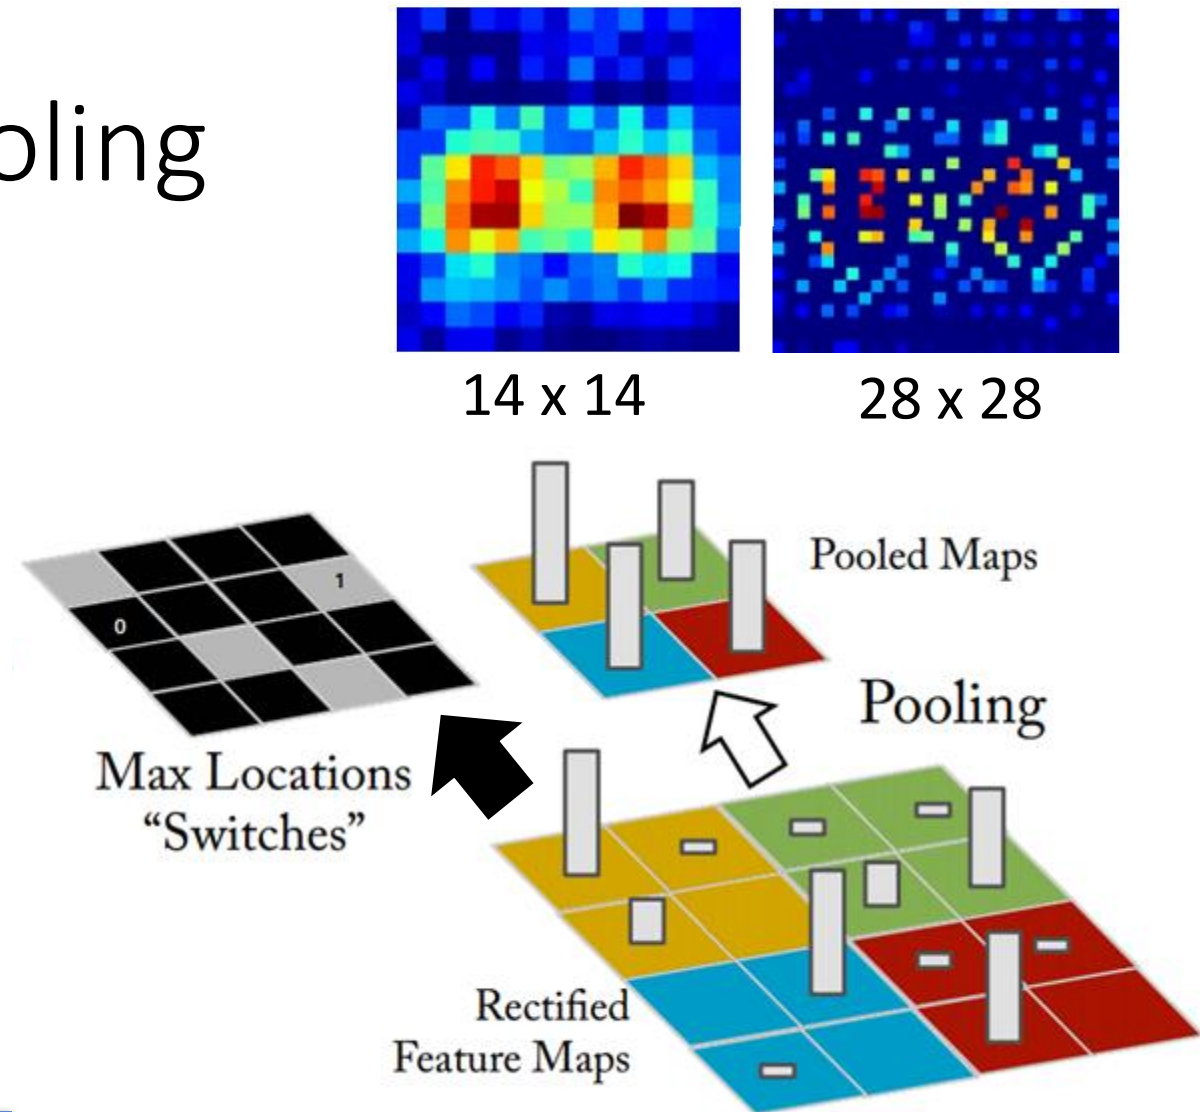 oling
14 x 14
28 x 28
Pooled Maps
1
0
Pooling
Max Locations
“Switches”
Rectified
Feature Maps